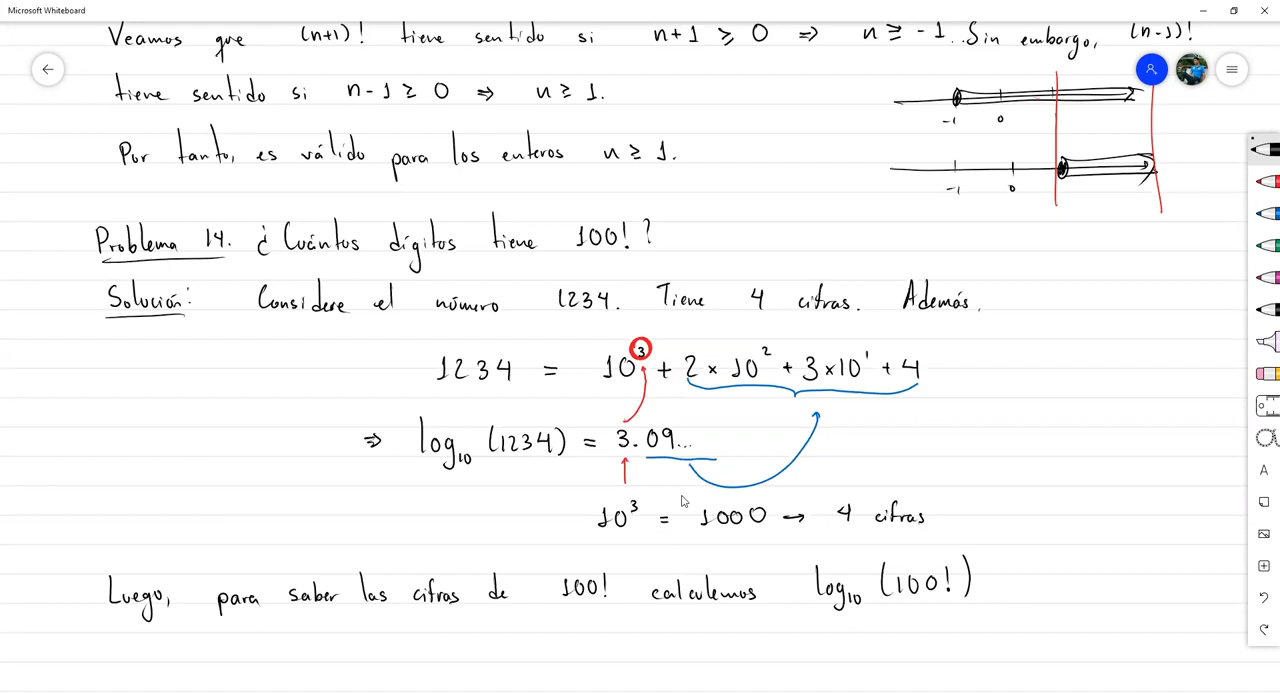 Microsoft Whiteboard
Veamos que (n+1)! tiene sentido si n+1 ≥ 0 ⇒ n ≥ -1. Sin embargo, (n-1)!
tiene sentido si n-1 ≥ 0 ⇒ n ≥ 1.
-1 0
Por tanto, es válido para los enteros n ≥ 1.
-1 0
Problema 14. ¿Cuántos dígitos tiene 100!?
Solución: Considere el número 1234. Tiene 4 cifras. Además,
1234 = 10³ + 2 × 10² + 3 × 10¹ + 4
⇒ log₁₀ (1234) = 3.09...
10³ = 1000 → 4 cifras
Luego, para saber las cifras de 100! calculemos log₁₀ (100!)
A